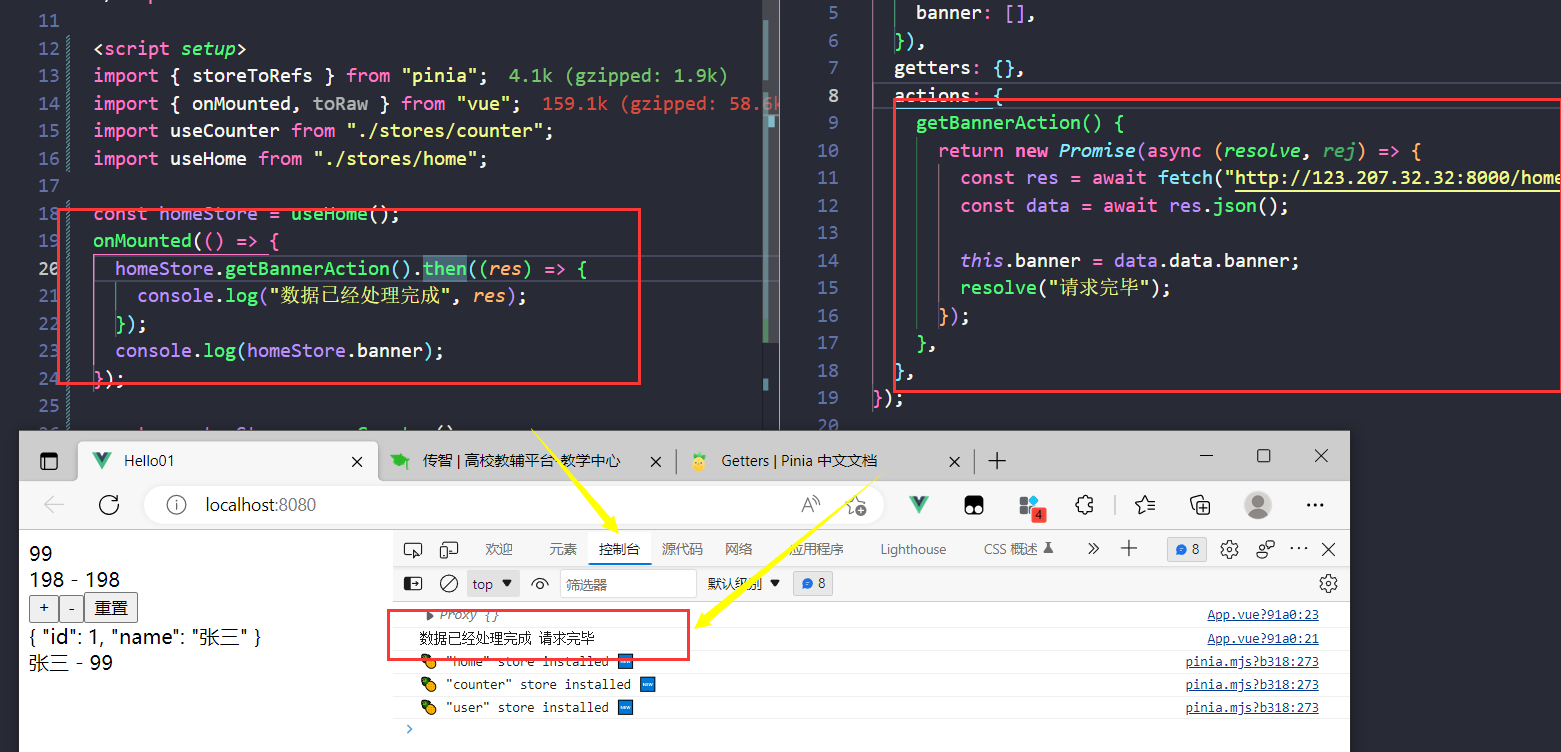 11
12 <script setup>
13 import { storeToRefs } from "pinia"; 4.1k (gzipped: 1.9k)
14 import { onMounted, toRaw } from "vue"; 159.1k (gzipped: 58.6k
15 import useCounter from "./stores/counter";
16 import useHome from "./stores/home";
17
18 const homeStore = useHome();
19 onMounted(() => {
20 homeStore.getBannerAction().then((res) => {
21 console.log("数据已经处理完成", res);
22 });
23 console.log(homeStore.banner);
24 });
25
5 banner: [],
6 }),
7 getters: {},
8 actions: {
9 getBannerAction() {
10 return new Promise(async (resolve, rej) => {
11 const res = await fetch("http://123.207.32.32:8000/home
12 const data = await res.json();
13
14 this.banner = data.data.banner;
15 resolve("请求完毕");
16 });
17 },
18 },
19 });
20
Hello01
传智 | 高校教辅平台-教学中心
Getters | Pinia 中文文档
localhost:8080
4
99
198 - 198
+ - 重置
{ "id": 1, "name": "张三" }
张三 - 99
欢迎 元素 控制台 源代码 网络 应用程序 Lighthouse CSS 概述 8
top 筛选器 默认级别 8
Proxy {} App.vue?91a0:23
数据已经处理完成 请求完毕 App.vue?91a0:21
"home" store installed NEW pinia.mjs?b318:273
"counter" store installed NEW pinia.mjs?b318:273
"user" store installed NEW pinia.mjs?b318:273